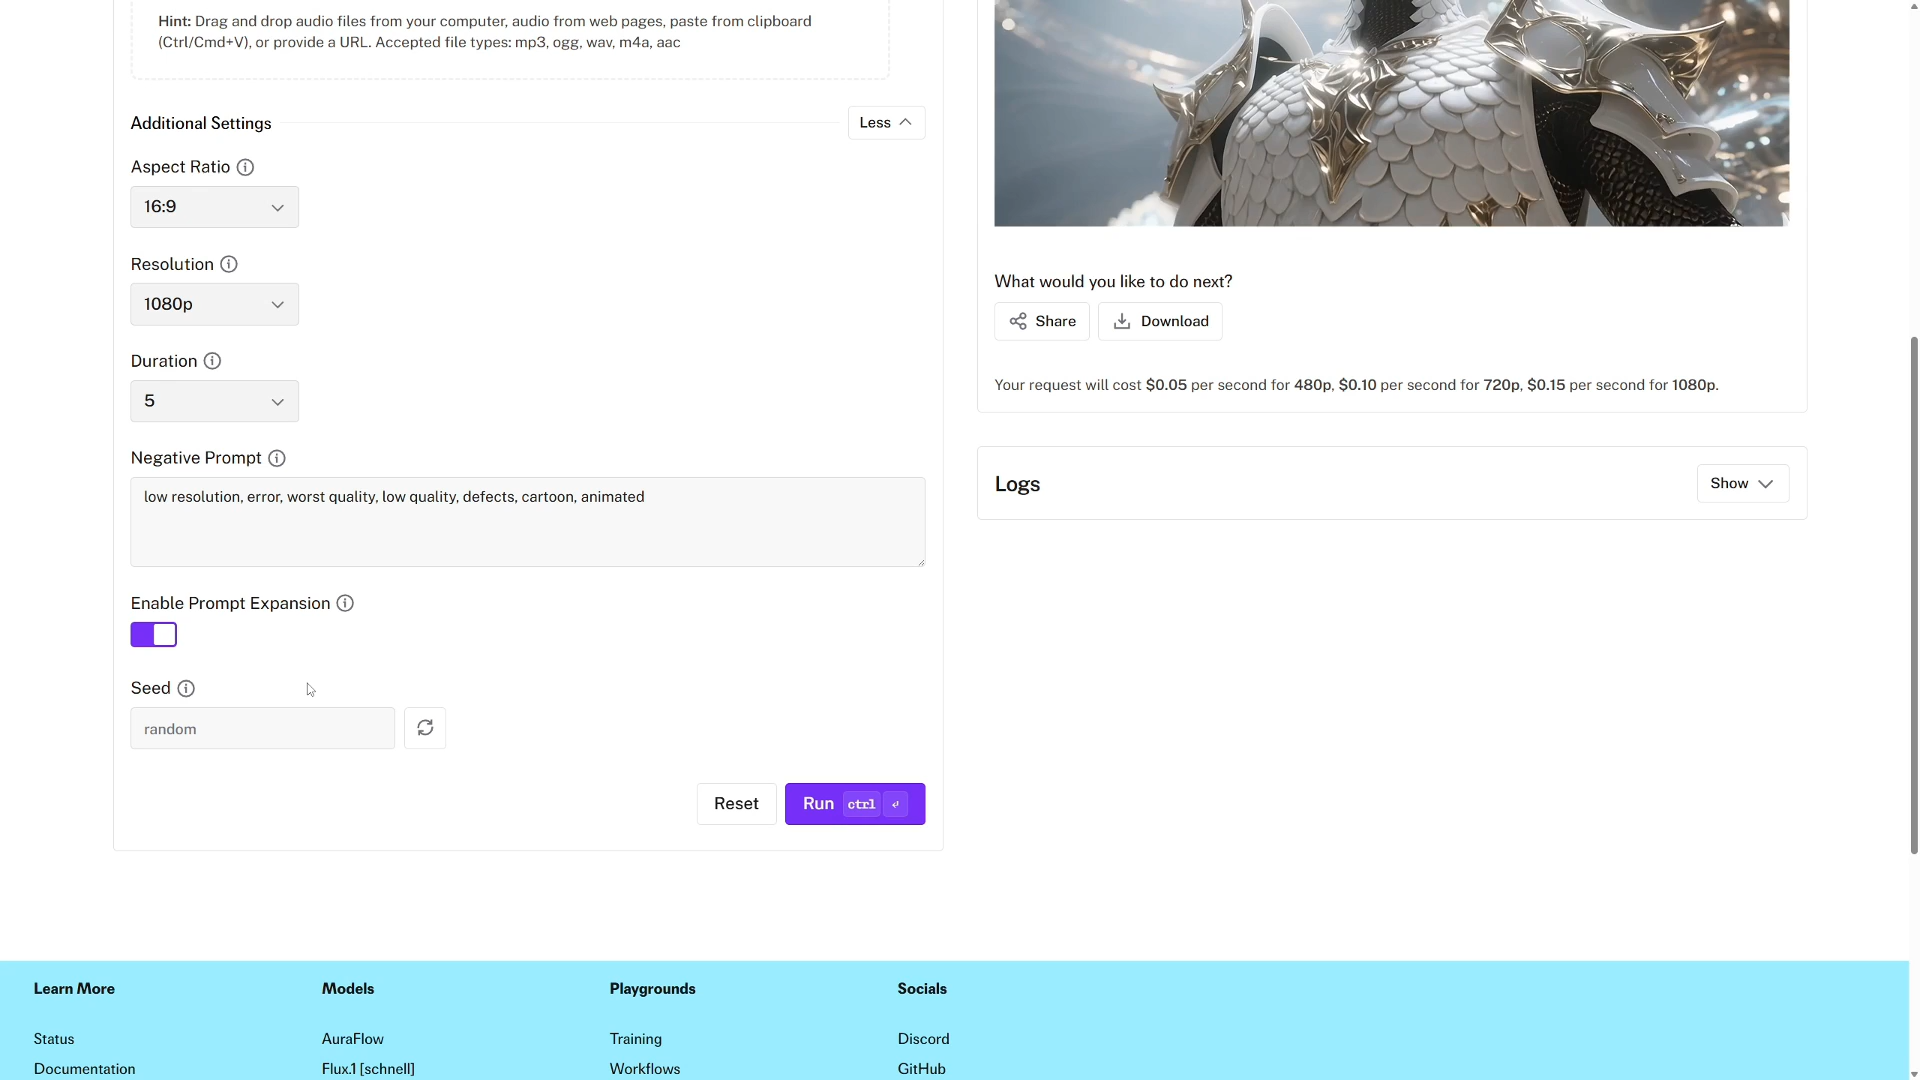 Hint: Drag and drop audio files from your computer, audio from web pages, paste from clipboard
(Ctrl/Cmd+V), or provide a URL. Accepted file types: mp3, ogg, wav, m4a, aac
Additional Settings
Less
Aspect Ratio
16:9
Resolution
1080p
Duration
5
Negative Prompt
low resolution, error, worst quality, low quality, defects, cartoon, animated
Enable Prompt Expansion
Seed
random
Reset
Run ctrl ↵
What would you like to do next?
Share
Download
Your request will cost $0.05 per second for 480p, $0.10 per second for 720p, $0.15 per second for 1080p.
Logs
Show
Learn More
Status
Documentation
Models
AuraFlow
Flux.1 [schnell]
Playgrounds
Training
Workflows
Socials
Discord
GitHub